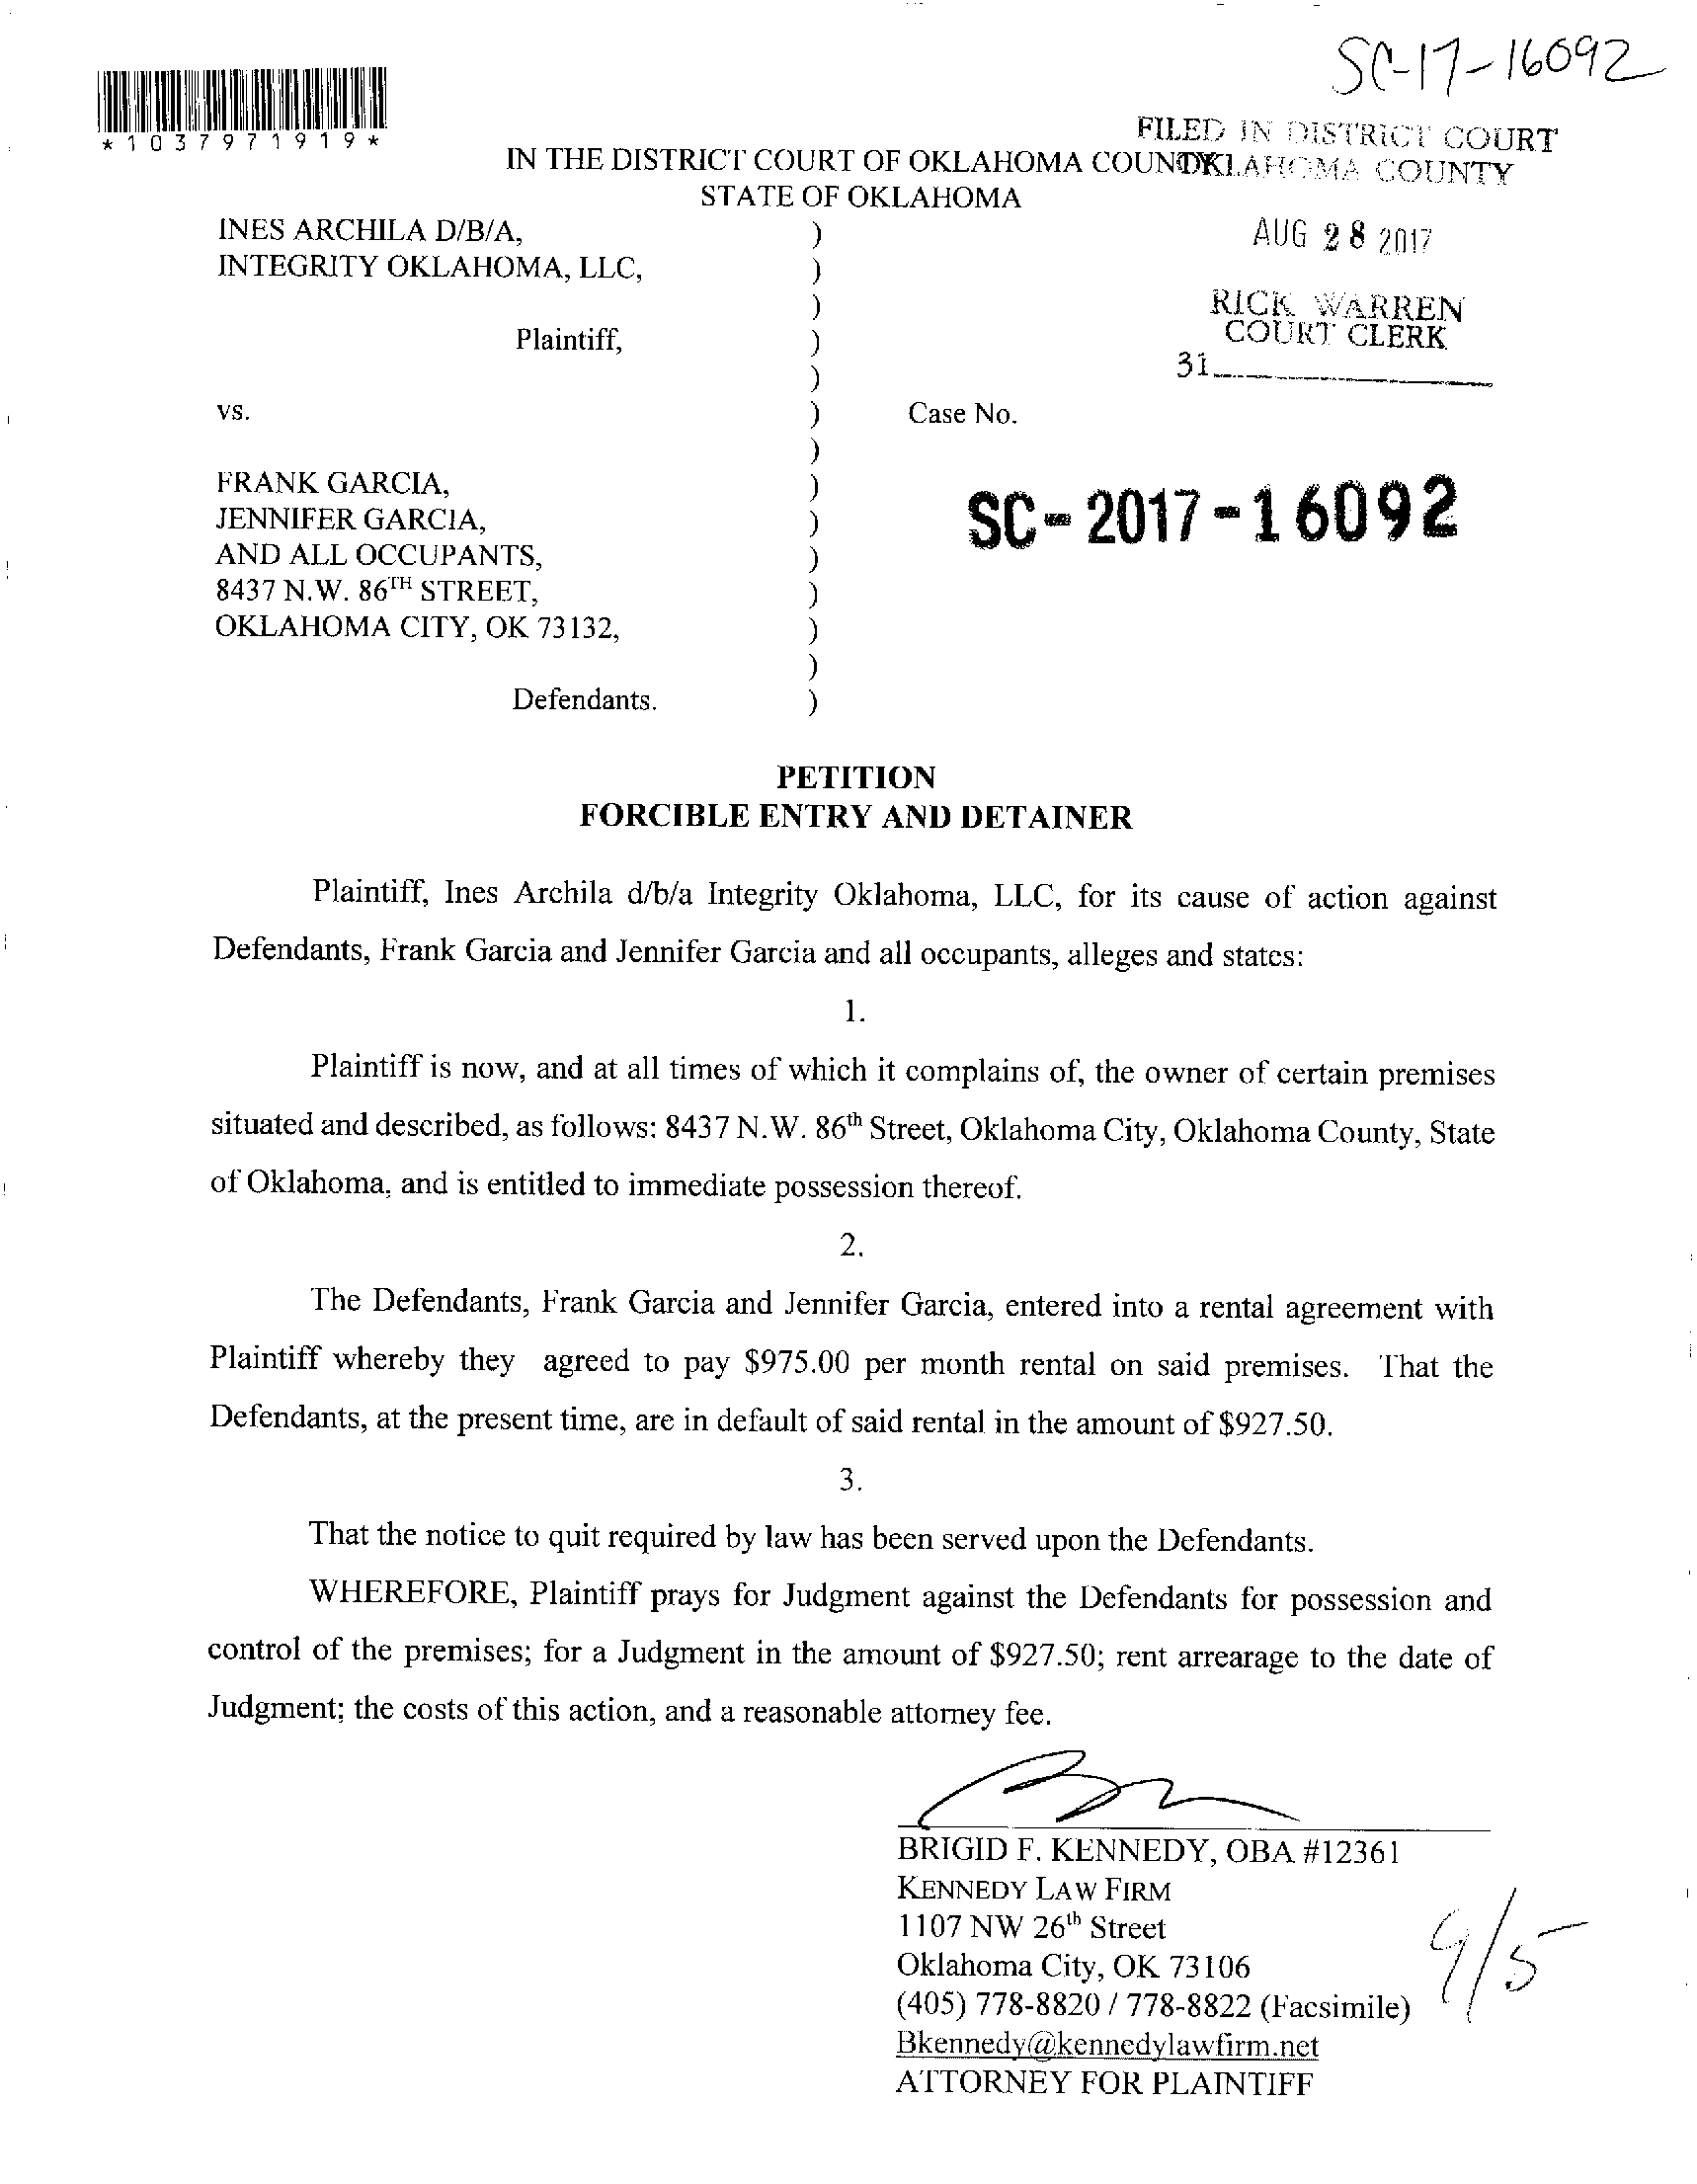 SC-17-16092
*1037971919*
FILED IN DISTRICT COURT
OKLAHOMA COUNTY
IN THE DISTRICT COURT OF OKLAHOMA COUNTY
STATE OF OKLAHOMA
AUG 28 2017
RICK WARREN
COURT CLERK
31
INES ARCHILA D/B/A, )
INTEGRITY OKLAHOMA, LLC, )
)
Plaintiff, )
)
vs. ) Case No.
)
FRANK GARCIA, )
JENNIFER GARCIA, )
AND ALL OCCUPANTS, )
8437 N.W. 86TH STREET, )
OKLAHOMA CITY, OK 73132, )
)
Defendants. )
SC-2017-16092
PETITION
FORCIBLE ENTRY AND DETAINER
Plaintiff, Ines Archila d/b/a Integrity Oklahoma, LLC, for its cause of action against
Defendants, Frank Garcia and Jennifer Garcia and all occupants, alleges and states:
1.
Plaintiff is now, and at all times of which it complains of, the owner of certain premises
situated and described, as follows: 8437 N.W. 86th Street, Oklahoma City, Oklahoma County, State
of Oklahoma, and is entitled to immediate possession thereof.
2.
The Defendants, Frank Garcia and Jennifer Garcia, entered into a rental agreement with
Plaintiff whereby they agreed to pay $975.00 per month rental on said premises. That the
Defendants, at the present time, are in default of said rental in the amount of $927.50.
3.
That the notice to quit required by law has been served upon the Defendants.
WHEREFORE, Plaintiff prays for Judgment against the Defendants for possession and
control of the premises; for a Judgment in the amount of $927.50; rent arrearage to the date of
Judgment; the costs of this action, and a reasonable attorney fee.
BRIGID F. KENNEDY, OBA #12361
KENNEDY LAW FIRM
1107 NW 26th Street
Oklahoma City, OK 73106
(405) 778-8820 / 778-8822 (Facsimile)
Bkennedy@kennedylawfirm.net
ATTORNEY FOR PLAINTIFF
9/5